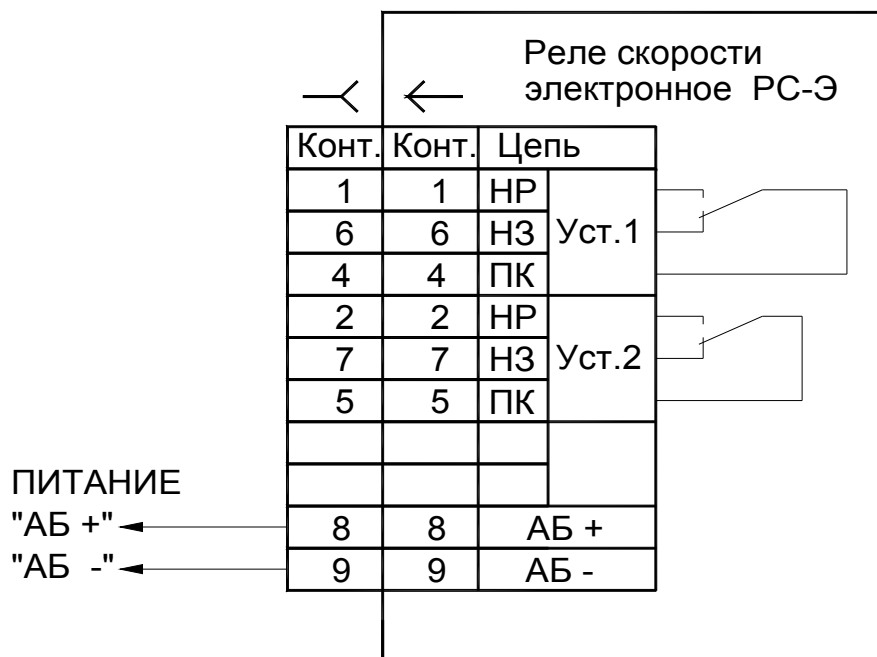 Реле скорости
электронное РС-Э
Конт. Конт. Цепь
1 1 НР
6 6 НЗ Уст.1
4 4 ПК
2 2 НР
7 7 НЗ Уст.2
5 5 ПК
ПИТАНИЕ
"АБ +" 8 8 АБ +
"АБ -" 9 9 АБ -